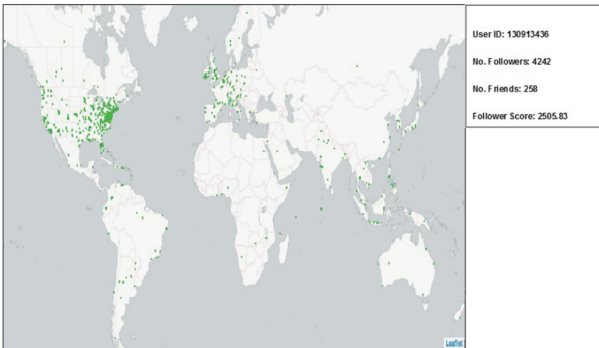 User ID: 130913436
No. Followers: 4242
No. Friends: 258
Follower Score: 2505.83
Leaflet